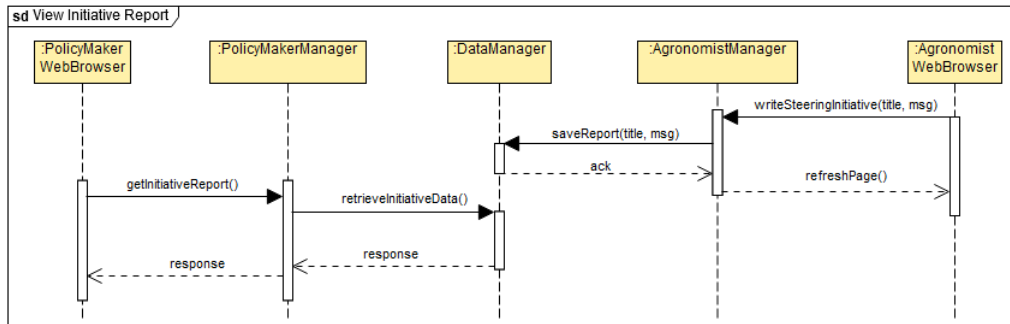 sd View Initiative Report
:PolicyMaker
WebBrowser
:PolicyMakerManager
:DataManager
:AgronomistManager
:Agronomist
WebBrowser
writeSteeringInitiative(title, msg)
saveReport(title, msg)
ack
refreshPage()
getInitiativeReport()
retrieveInitiativeData()
response
response